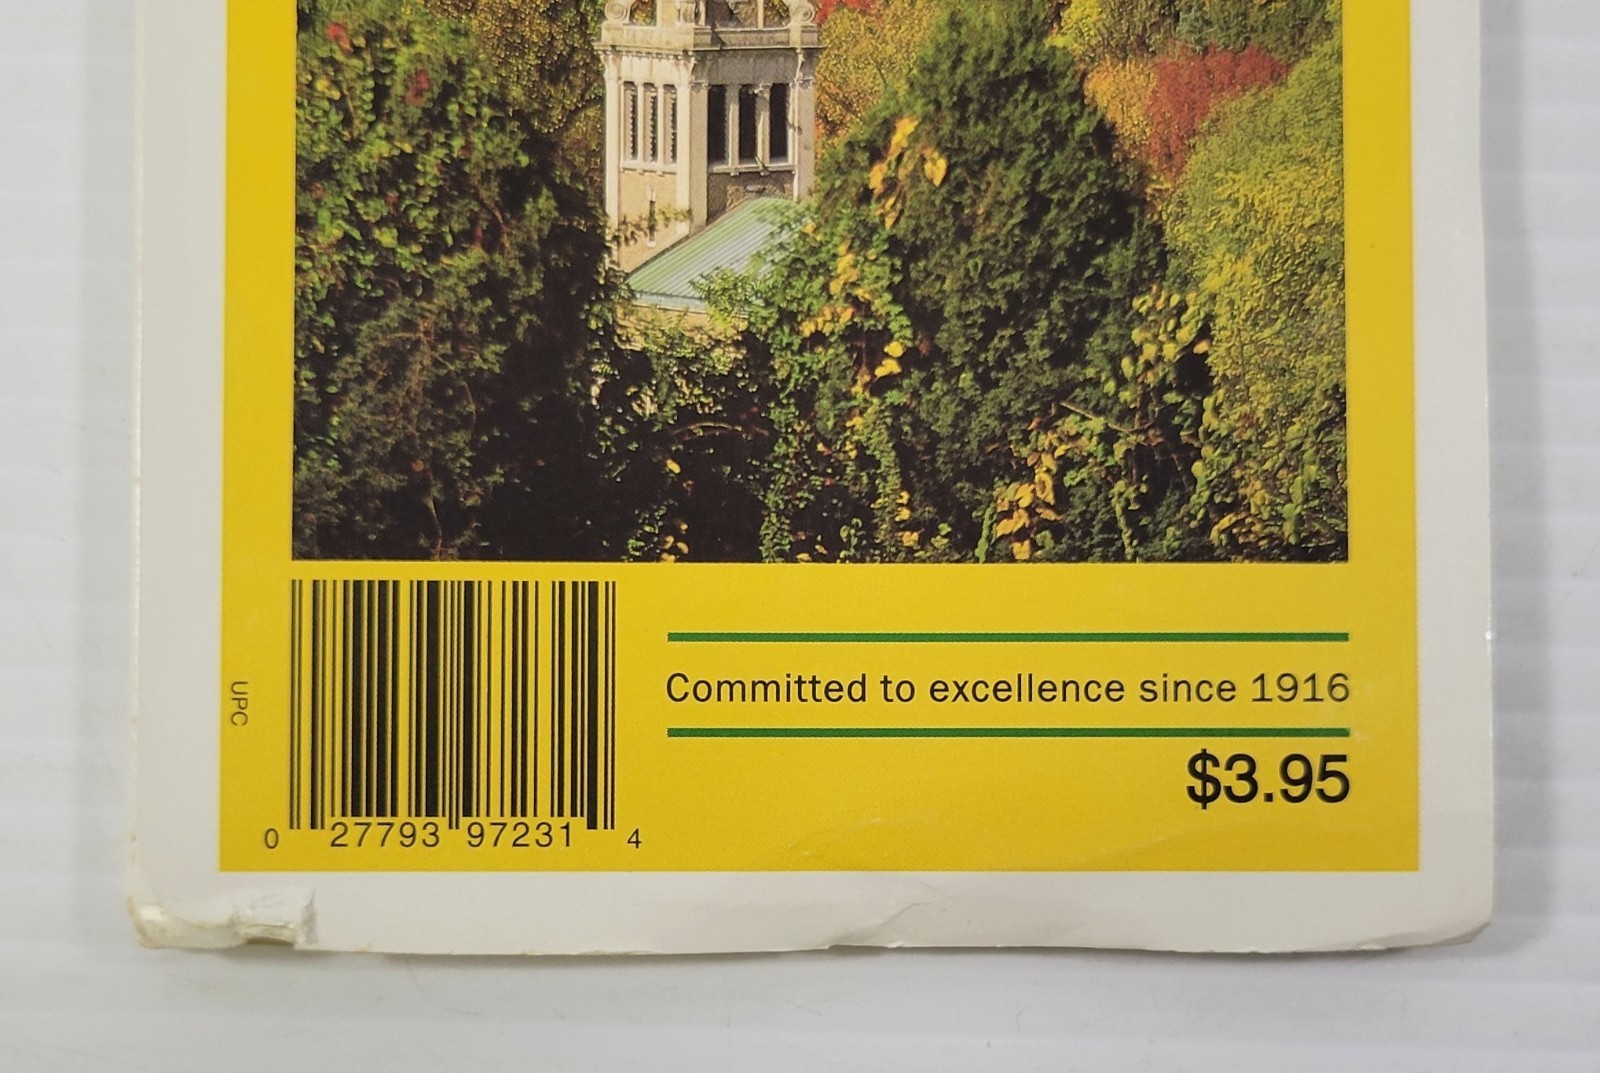 UPC
0 27793 97231 4
Committed to excellence since 1916
$3.95